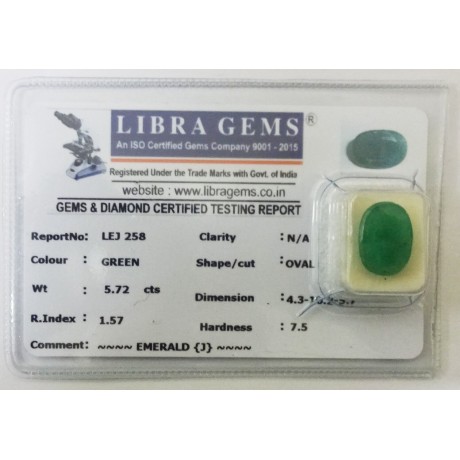 LIBRA GEMS ®
An ISO Certified Gems Company 9001 - 2015
Registered Under the Trade Marks with Govt. of India
website : www.libragems.co.in
GEMS & DIAMOND CERTIFIED TESTING REPORT
ReportNo: LEJ 258 Clarity : N/A
Colour : GREEN Shape/cut : OVAL
Wt : 5.72 cts
Dimension :
R.Index : 1.57 Hardness : 7.5
Comment: ~~~~ EMERALD {J} ~~~~